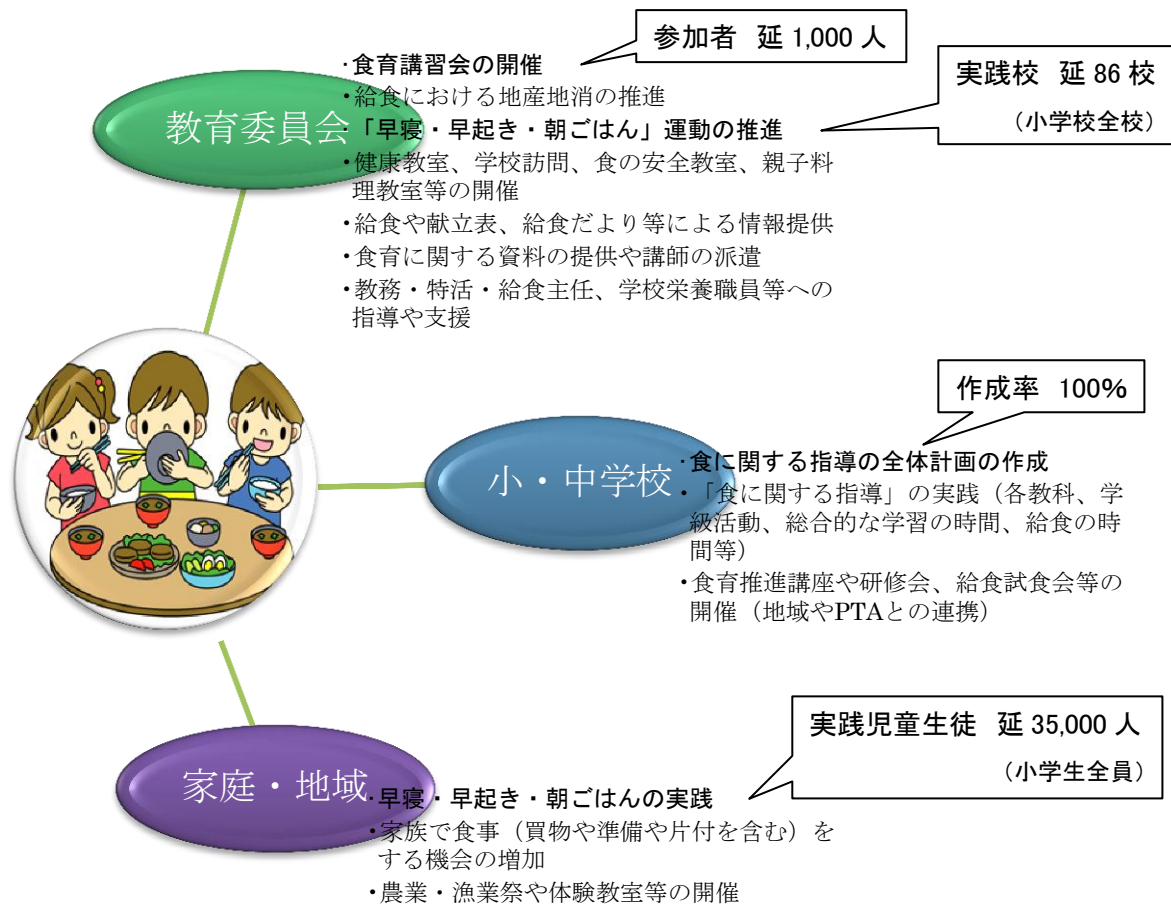 参加者 延 1,000 人
実践校 延 86 校
（小学校全校）
教育委員会
・食育講習会の開催
・給食における地産地消の推進
・「早寝・早起き・朝ごはん」運動の推進
・健康教室、学校訪問、食の安全教室、親子料
理教室等の開催
・給食や献立表、給食だより等による情報提供
・食育に関する資料の提供や講師の派遣
・教務・特活・給食主任、学校栄養職員等への
指導や支援
作成率 100%
小・中学校
・食に関する指導の全体計画の作成
・「食に関する指導」の実践（各教科、学
級活動、総合的な学習の時間、給食の時
間等）
・食育推進講座や研修会、給食試食会等の
開催（地域やPTAとの連携）
実践児童生徒 延 35,000 人
（小学生全員）
家庭・地域
・早寝・早起き・朝ごはんの実践
・家族で食事（買物や準備や片付を含む）を
する機会の増加
・農業・漁業祭や体験教室等の開催